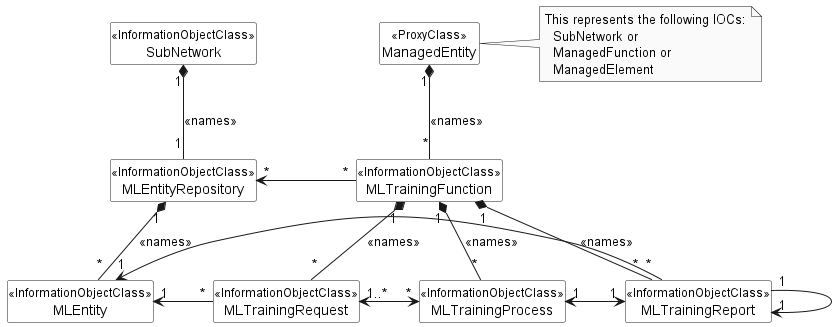 «InformationObjectClass»
SubNetwork
«ProxyClass»
ManagedEntity
This represents the following IOCs:
SubNetwork or
ManagedFunction or
ManagedElement
1
1
«names»
«names»
1
*
«InformationObjectClass»
MLEntityRepository
*
*
«InformationObjectClass»
MLTrainingFunction
1
1
1
1
«names»
«names»
«names»
«names»
*
1
*
*
*
*
«InformationObjectClass»
MLEntity
1
*
«InformationObjectClass»
MLTrainingRequest
1..*
*
«InformationObjectClass»
MLTrainingProcess
1
1
«InformationObjectClass»
MLTrainingReport
1
1